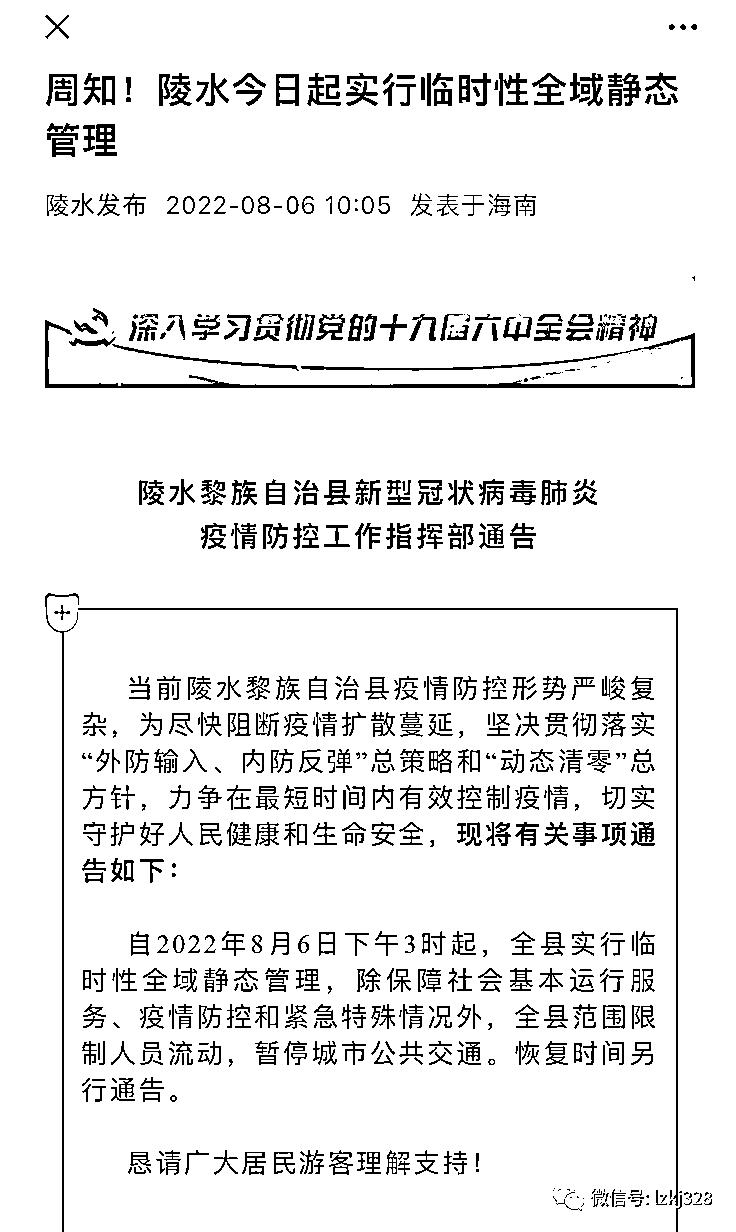 周知！陵水今日起实行临时性全域静态
管理
陵水发布 2022-08-06 10:05 发表于海南
深入学习贯彻党的十九届六中全会精神
陵水黎族自治县新型冠状病毒肺炎
疫情防控工作指挥部通告
当前陵水黎族自治县疫情防控形势严峻复
杂，为尽快阻断疫情扩散蔓延，坚决贯彻落实
“外防输入、内防反弹”总策略和“动态清零”总
方针，力争在最短时间内有效控制疫情，切实
守护好人民健康和生命安全，现将有关事项通
告如下：
自2022年8月6日下午3时起，全县实行临
时性全域静态管理，除保障社会基本运行服
务、疫情防控和紧急特殊情况外，全县范围限
制人员流动，暂停城市公共交通。恢复时间另
行通告。
恳请广大居民游客理解支持！
微信号: lzkj328